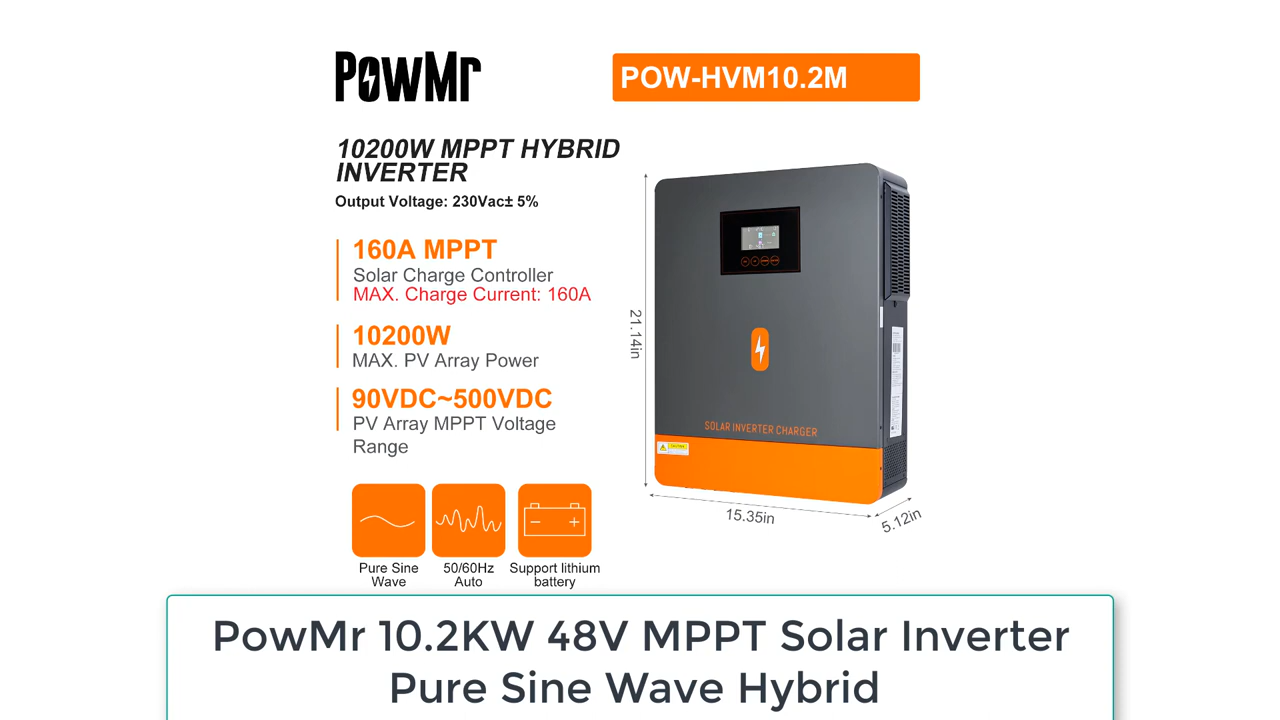 PowMr
POW-HVM10.2M
10200W MPPT HYBRID
INVERTER
Output Voltage: 230Vac± 5%
160A MPPT
Solar Charge Controller
MAX. Charge Current: 160A
10200W
MAX. PV Array Power
90VDC~500VDC
PV Array MPPT Voltage
Range
21.14in
SOLAR INVERTER CHARGER
15.35in
5.12in
Pure Sine
Wave
50/60Hz
Auto
Support lithium
battery
PowMr 10.2KW 48V MPPT Solar Inverter
Pure Sine Wave Hybrid